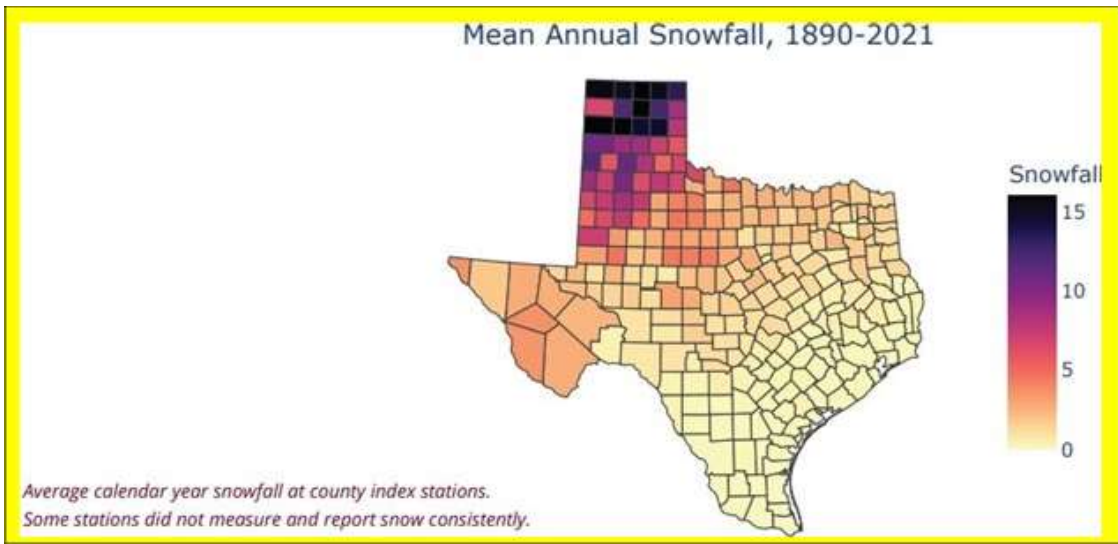 Mean Annual Snowfall, 1890-2021
Snowfall
15
10
5
0
Average calendar year snowfall at county index stations.
Some stations did not measure and report snow consistently.